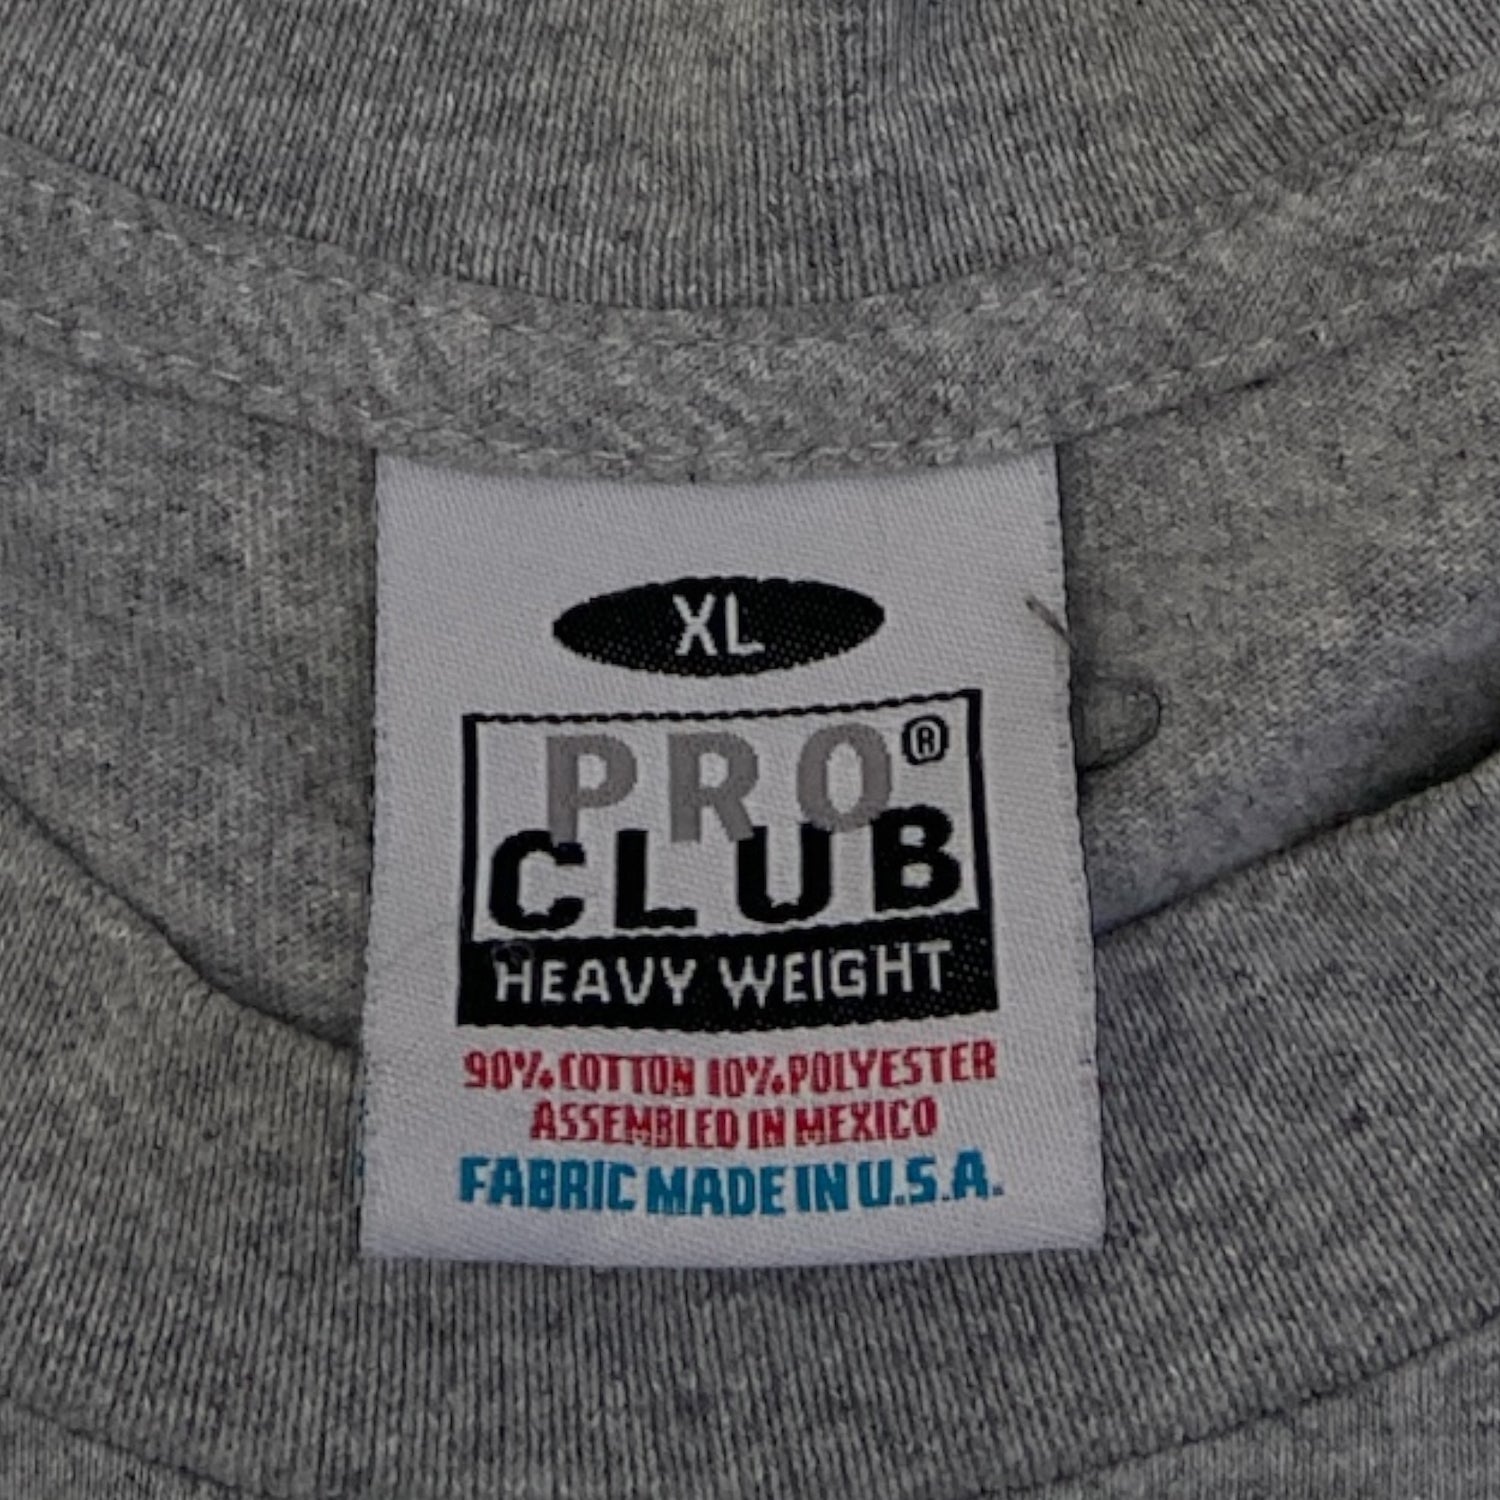 XL
PRO®
CLUB
HEAVY WEIGHT
90% COTTON 10% POLYESTER
ASSEMBLED IN MEXICO
FABRIC MADE IN U.S.A.